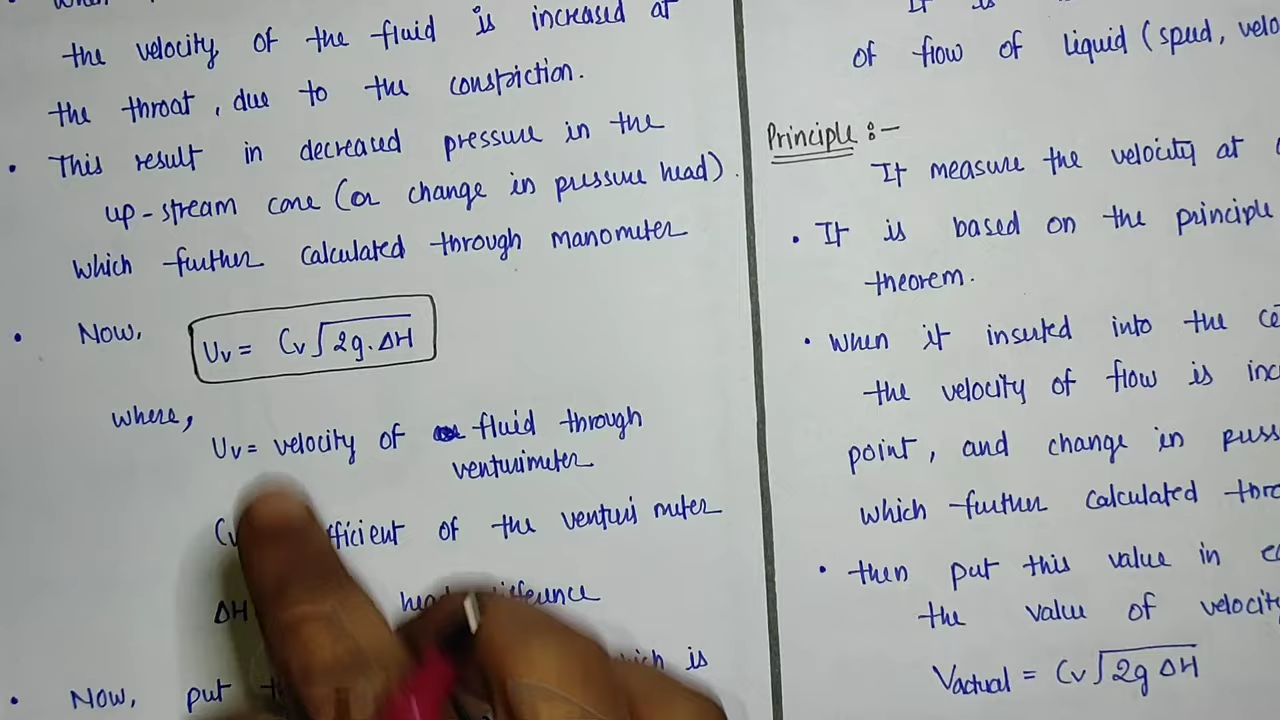 the velocity of the fluid is increased at
the throat, due to the constriction.
• This result in decreased pressure in the
up-stream cone (or change in pressure head).
which further calculated through manometer
• Now, Uv = Cv√2g.ΔH
where,
Uv = velocity of fluid through
venturimeter
Cv of the venturi meter
ΔH
is
• Now, put
It is
of flow of liquid (speed,
Principle :-
It measure the velocity at
• It is based on the principle
theorem.
• when it inserted into the
the velocity of flow is
point, and change in
which further calculated
• then put this value in
the value of velocity
Vactual = Cv√2g ΔH